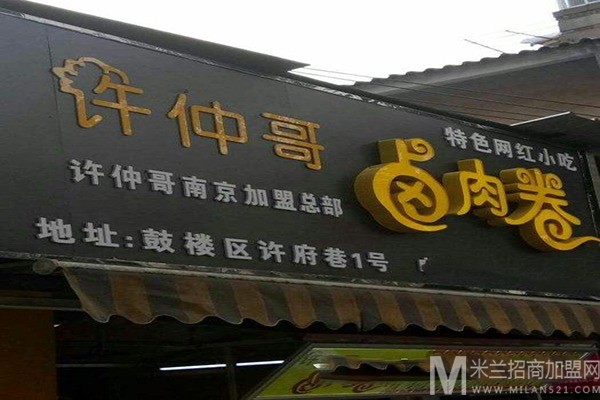 许仲哥
特色网红小吃
卤肉卷
许仲哥南京加盟总部
地址:鼓楼区许府巷1号
米兰招商加盟网
WWW.MILAN521.COM